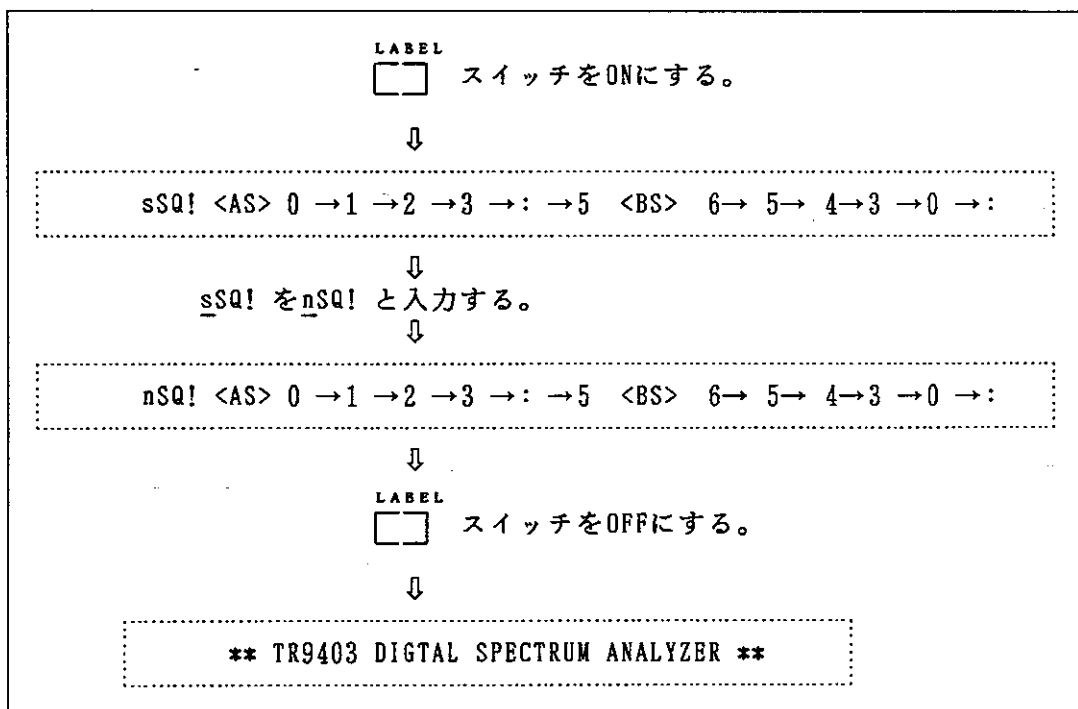 LABEL
スイッチをONにする。
⇩
sSQ! <AS> 0 →1 →2 →3 →: →5 <BS> 6→ 5→ 4→3 →0 →:
⇩
sSQ! をnSQ! と入力する。
⇩
nSQ! <AS> 0 →1 →2 →3 →: →5 <BS> 6→ 5→ 4→3 →0 →:
⇩
LABEL
スイッチをOFFにする。
⇩
** TR9403 DIGTAL SPECTRUM ANALYZER **